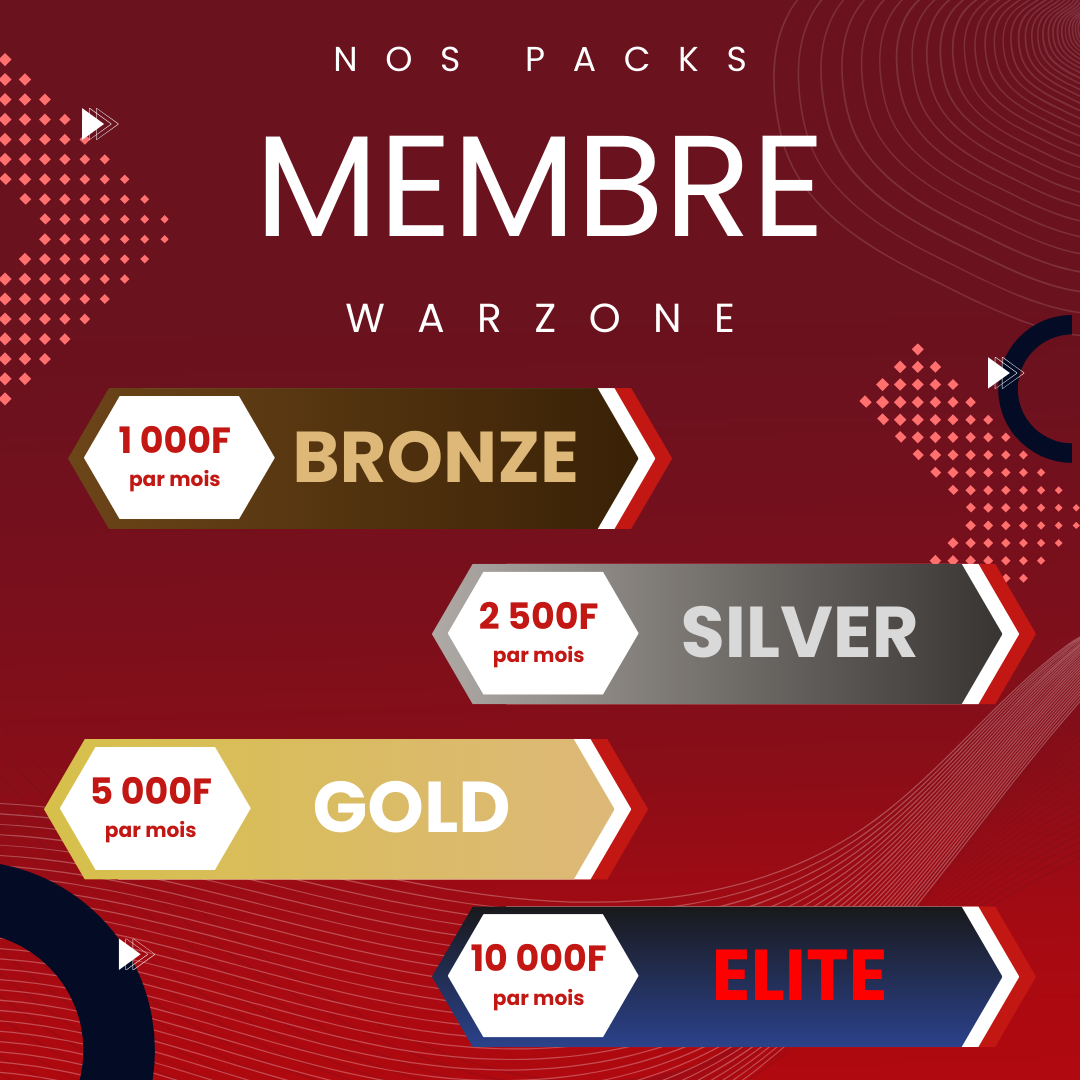 NOS PACKS
MEMBRE
WARZONE
1 000F
par mois
BRONZE
2 500F
par mois
SILVER
5 000F
par mois
GOLD
10 000F
par mois
ELITE